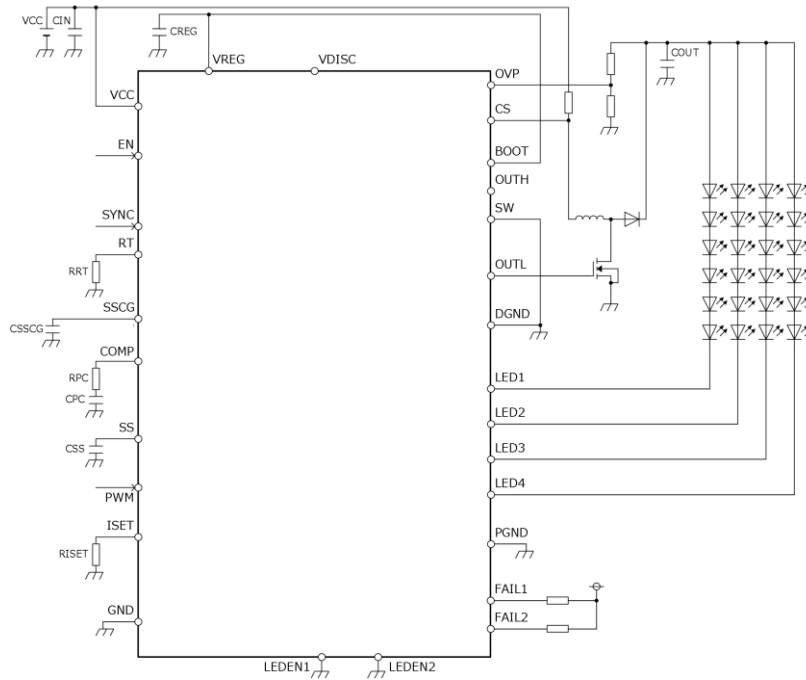 VCC CIN
CREG
VREG
VDISC
COUT
OVP
VCC
CS
EN
BOOT
OUTH
SYNC
SW
RT
RRT
OUTL
SSCG
CSSCG
DGND
COMP
RPC
CPC
LED1
SS
CSS
LED2
LED3
PWM
LED4
ISET
RISET
PGND
FAIL1
GND
FAIL2
LEDEN1
LEDEN2